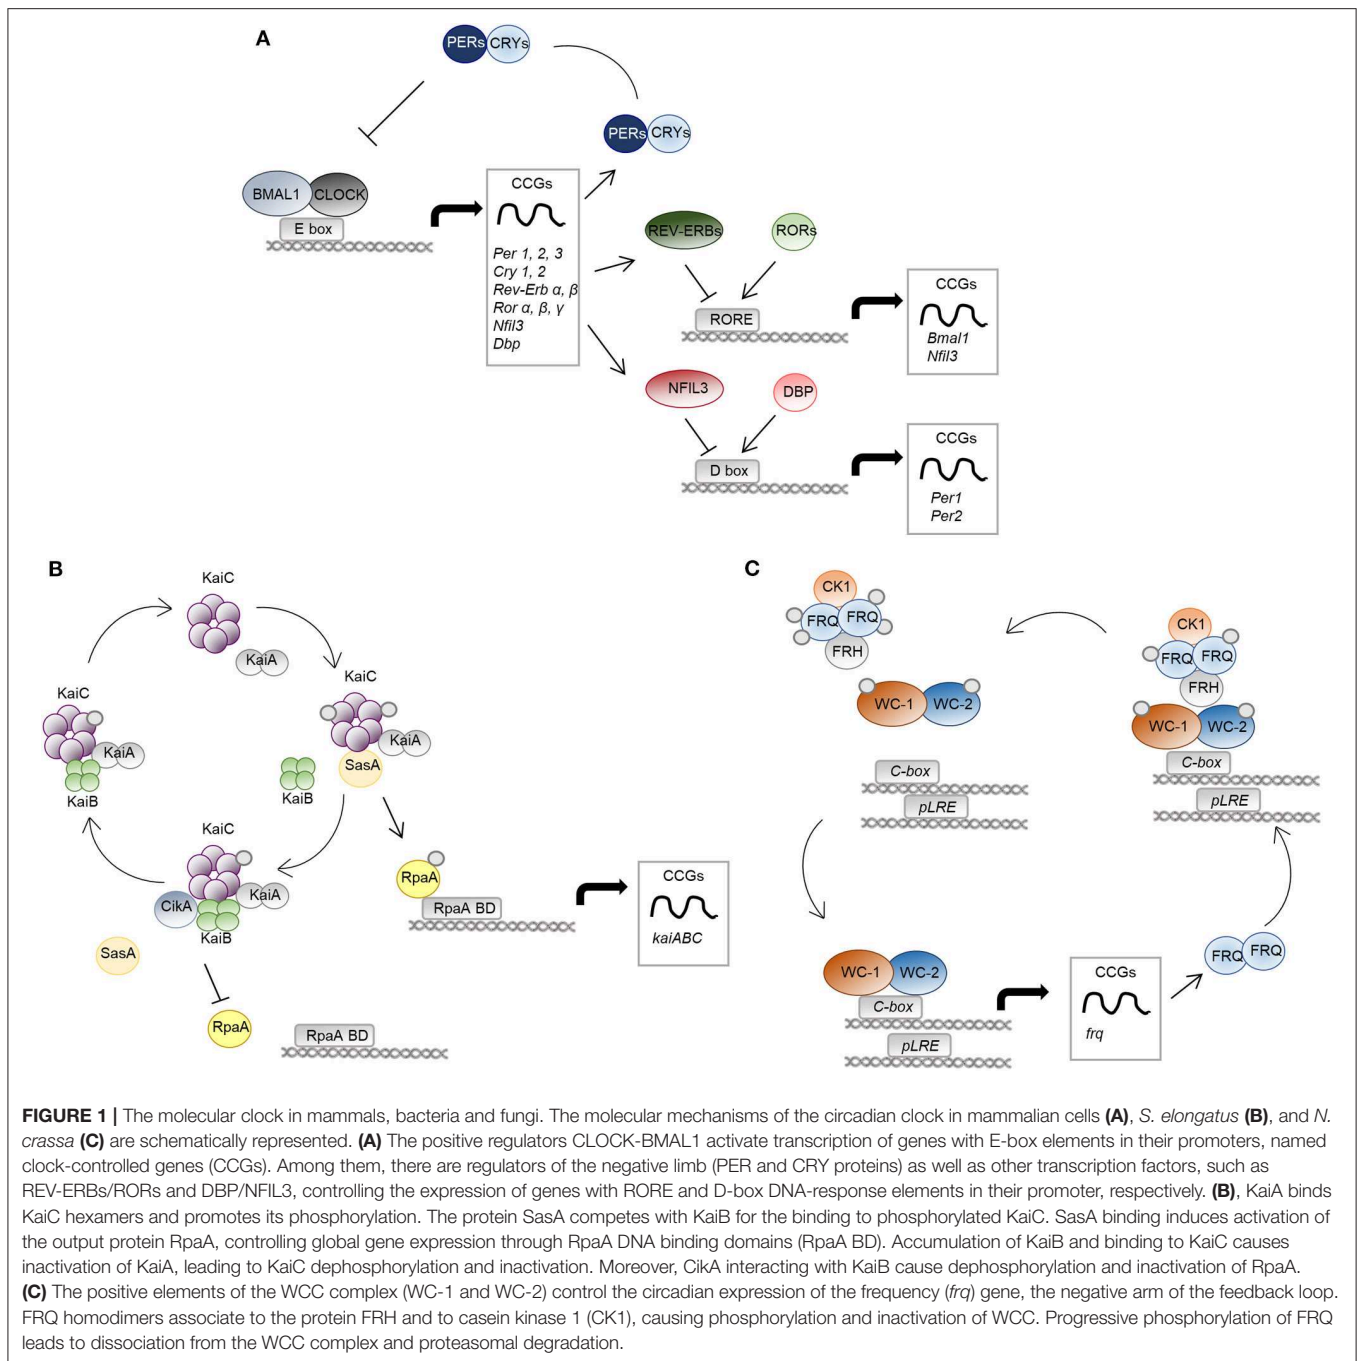 A
PERs CRYs
PERs CRYs
BMAL1 CLOCK
E box
CCGs
Per 1, 2, 3
Cry 1, 2
Rev-Erb α, β
Ror α, β, γ
Nfil3
Dbp
REV-ERBs
RORs
RORE
CCGs
Bmal1
Nfil3
NFIL3
DBP
D box
CCGs
Per1
Per2
B
KaiC
KaiA
KaiC
KaiA
SasA
KaiB
KaiC
KaiA
KaiB
KaiC
CikA
KaiA
KaiB
SasA
RpaA
RpaA BD
CCGs
kaiABC
RpaA
RpaA BD
C
CK1
FRQ FRQ
FRH
WC-1 WC-2
C-box
pLRE
CK1
FRQ FRQ
FRH
WC-1 WC-2
C-box
pLRE
WC-1 WC-2
C-box
pLRE
CCGs
frq
FRQ FRQ
FIGURE 1 | The molecular clock in mammals, bacteria and fungi. The molecular mechanisms of the circadian clock in mammalian cells (A), S. elongatus (B), and N.
crassa (C) are schematically represented. (A) The positive regulators CLOCK-BMAL1 activate transcription of genes with E-box elements in their promoters, named
clock-controlled genes (CCGs). Among them, there are regulators of the negative limb (PER and CRY proteins) as well as other transcription factors, such as
REV-ERBs/RORs and DBP/NFIL3, controlling the expression of genes with RORE and D-box DNA-response elements in their promoter, respectively. (B), KaiA binds
KaiC hexamers and promotes its phosphorylation. The protein SasA competes with KaiB for the binding to phosphorylated KaiC. SasA binding induces activation of
the output protein RpaA, controlling global gene expression through RpaA DNA binding domains (RpaA BD). Accumulation of KaiB and binding to KaiC causes
inactivation of KaiA, leading to KaiC dephosphorylation and inactivation. Moreover, CikA interacting with KaiB cause dephosphorylation and inactivation of RpaA.
(C) The positive elements of the WCC complex (WC-1 and WC-2) control the circadian expression of the frequency (frq) gene, the negative arm of the feedback loop.
FRQ homodimers associate to the protein FRH and to casein kinase 1 (CK1), causing phosphorylation and inactivation of WCC. Progressive phosphorylation of FRQ
leads to dissociation from the WCC complex and proteasomal degradation.